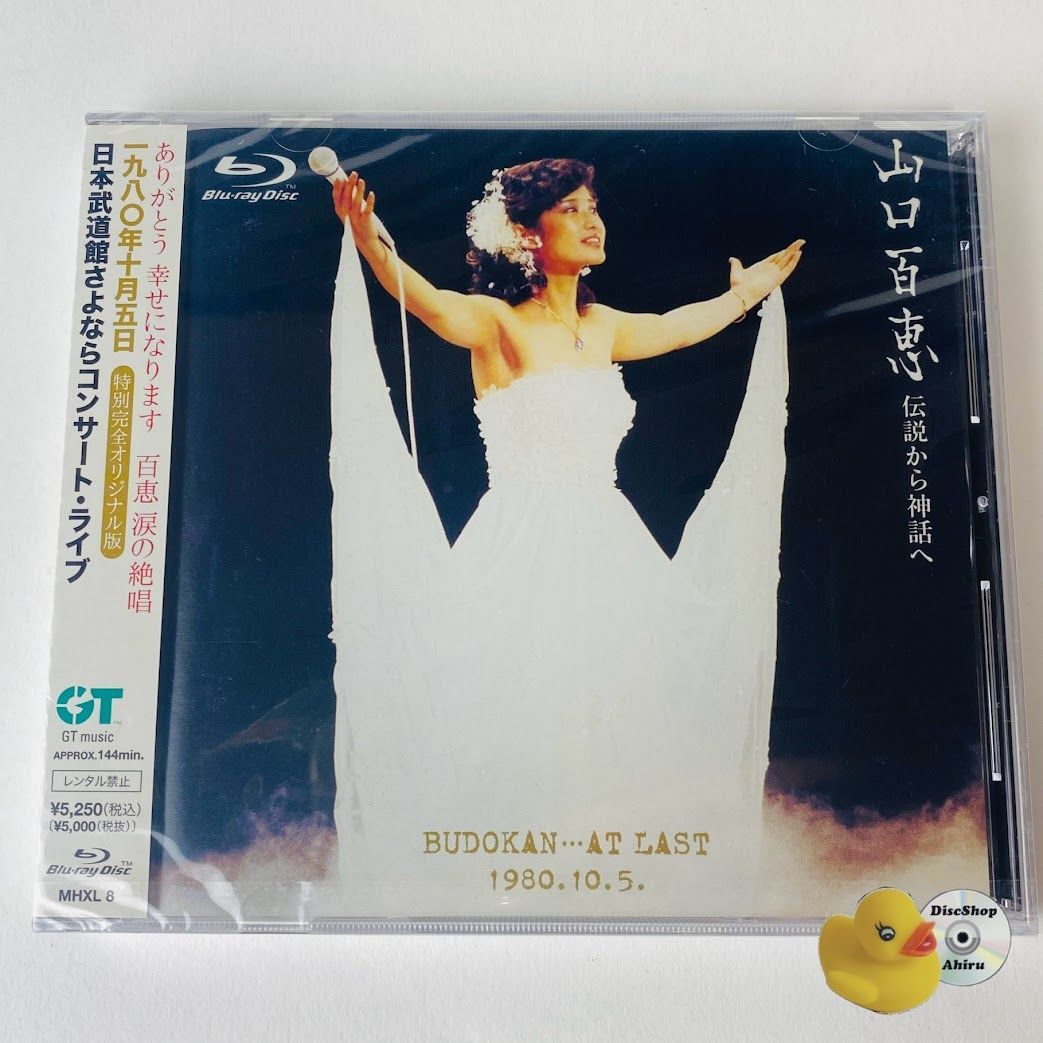 ありがとう 幸せになります 百恵 涙の絶唱
一九八〇年十月五日
特別完全オリジナル版
日本武道館さよならコンサート・ライブ
GT™
GT music
APPROX.144min.
レンタル禁止
¥5,250(税込)
(¥5,000(税抜))
Blu-ray Disc™
MHXL 8
Blu-ray Disc™
山口百恵
伝説から神話へ
BUDOKAN…AT LAST
1980.10.5.
DiscShop
Ahiru